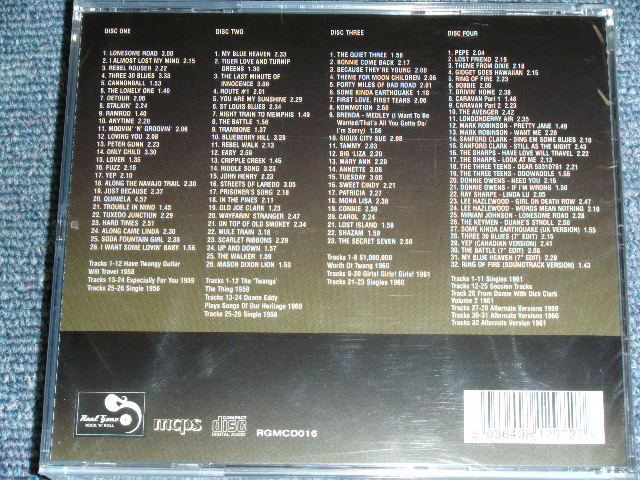 DISC ONE
1. LONESOME ROAD 3.00
2. I ALMOST LOST MY MIND 2.15
3. REBEL ROUSER 2.22
4. THREE 30 BLUES 3.33
5. CANNONBALL 1.53
6. THE LONELY ONE 1.40
7. DETOUR 2.06
8. STALKIN' 2.24
9. RAMROD 1.40
10. ANYTIME 2.20
11. MOOVIN' 'N' GROOVIN' 2.06
12. LOVING YOU 2.08
13. PETER GUNN 2.23
14. ONLY CHILD 3.30
15. LOVER 1.35
16. FUZZ 2.15
17. YEP 2.10
18. ALONG THE NAVAJO TRAIL 2.30
19. JUST BECAUSE 2.37
20. QUINIELA 4.57
21. TROUBLE IN MIND 1.45
22. TUXEDO JUNCTION 2.29
23. HARD TIMES 2.51
24. ALONG CAME LINDA 2.30
25. SODA FOUNTAIN GIRL 2.35
26. I WANT SOME LOVIN' BABY 1.56
Tracks 1-12 Have Twangy Guitar
Will Travel 1958
Tracks 13-24 Especially For You 1959
Tracks 25-26 Single 1956
DISC TWO
1. MY BLUE HEAVEN 2.33
2. TIGER LOVE AND TURNIP
GREENS 1.30
3. THE LAST MINUTE OF
INNOCENCE 3.09
4. ROUTE #1 2.01
5. YOU ARE MY SUNSHINE 2.29
6. ST LOUIS BLUES 2.34
7. NIGHT TRAIN TO MEMPHIS 1.49
8. THE BATTLE 1.56
9. TRAMBONE 1.37
10. BLUEBERRY HILL 3.28
11. REBEL WALK 2.13
12. EASY 2.59
13. CRIPPLE CREEK 1.45
14. RIDDLE SONG 3.23
15. JOHN HENRY 2.23
16. STREETS OF LAREDO 3.05
17. PRISONER'S SONG 2.18
18. IN THE PINES 2.11
19. OLD JOE CLARK 1.23
20. WAYFARIN' STRANGER 2.47
21. ON TOP OF OLD SMOKEY 2.34
22. MULE TRAIN 3.16
23. SCARLET RIBBONS 2.29
24. UP AND DOWN 1.57
25. THE WALKER 1.59
26. MASON DIXON LION 1.53
Tracks 1-12 The 'Twangs'
The Thing 1959
Tracks 13-24 Duane Eddy
Plays Songs Of Our Heritage 1960
Tracks 25-26 Single 1958
DISC THREE
1. THE QUIET THREE 1.56
2. BONNIE COME BACK 2.17
3. BECAUSE THEY'RE YOUNG 2.00
4. THEME FOR MOON CHILDREN 2.06
5. FORTY MILES OF BAD ROAD 2.01
6. SOME KINDA EARTHQUAKE 1.18
7. FIRST LOVE, FIRST TEARS 2.06
8. KOMMOTION 2.50
9. BRENDA - MEDLEY (I Want To Be
Wanted/That's All You Gotta Do/
I'm Sorry) 1.56
10. SIOUX CITY SUE 2.08
11. TAMMY 2.03
12. BIG 'LIZA 2.20
13. MARY ANN 2.29
14. ANNETTE 3.08
15. TUESDAY 3.05
16. SWEET CINDY 2.21
17. PATRICIA 2.27
18. MONA LISA 2.36
19. CONNIE 2.39
20. CAROL 2.24
21. LOST ISLAND 1.58
22. SHAZAM 1.59
23. THE SECRET SEVEN 2.58
Tracks 1-8 $1,000,000
Worth Of Twang 1960
Tracks 9-20 Girls! Girls! Girls! 1961
Tracks 21-23 Singles 1960
DISC FOUR
1. PEPE 2.04
2. LOST FRIEND 2.19
3. THEME FROM DIXIE 2.18
4. GIDGET GOES HAWAIIAN 2.15
5. RING OF FIRE 2.23
6. BOBBIE 2.06
7. DRIVIN' HOME 2.38
8. CARAVAN Part 1 1.48
9. CARAVAN Part 2 2.23
10. THE AVENGER 2.42
11. LONDONDERRY AIR 2.35
12. MARK ROBINSON - PRETTY JANE 1.49
13. MARK ROBINSON - WANT ME 2.20
14. SANFORD CLARK - SING EM SOME BLUES 2.10
15. SANFORD CLARK - STILL AS THE NIGHT 2.43
16. THE SHARPS - HAVE LOVE WILL TRAVEL 2.22
17. THE SHARPS - LOOK AT ME 2.13
18. THE THREE TEENS - DEAR 53310761 2.21
19. THE THREE TEENS - DOOWADDLE 1.56
20. DONNIE OWENS - NEED YOU 2.16
21. DONNIE OWENS - IF I'M WRONG 1.50
22. RAY SHARPE - LINDA LU 2.05
23. LEE HAZLEWOOD - GIRL ON DEATH ROW 2.47
24. LEE HAZLEWOOD - WORDS MEAN NOTHING 2.10
25. MIRIAM JOHNSON - LONESOME ROAD 2.28
26. THE KEYMEN - DUANE'S STROLL 2.50
27. SOME KINDA EARTHQUAKE (UK VERSION) 1.55
28. THREE 30 BLUES (7" EDIT) 2.15
29. YEP (CANADIAN VERSION) 2.41
30. THE BATTLE (7" EDIT) 2.06
31. MY BLUE HEAVEN (7" EDIT) 2.29
32. RING OF FIRE (SOUNDTRACK VERSION) 1.43
Tracks 1-11 Singles 1961
Tracks 12-25 Session Tracks
Track 26 From Dance With Dick Clark
Volume 2 1961
Tracks 27-29 Alternate Versions 1959
Tracks 30-31 Alternate Versions 1960
Tracks 32 Alternate Version 1961
Reel Gone
ROCK 'N' ROLL
mcps
COMPACT
disc
DIGITAL AUDIO
RGMCD016